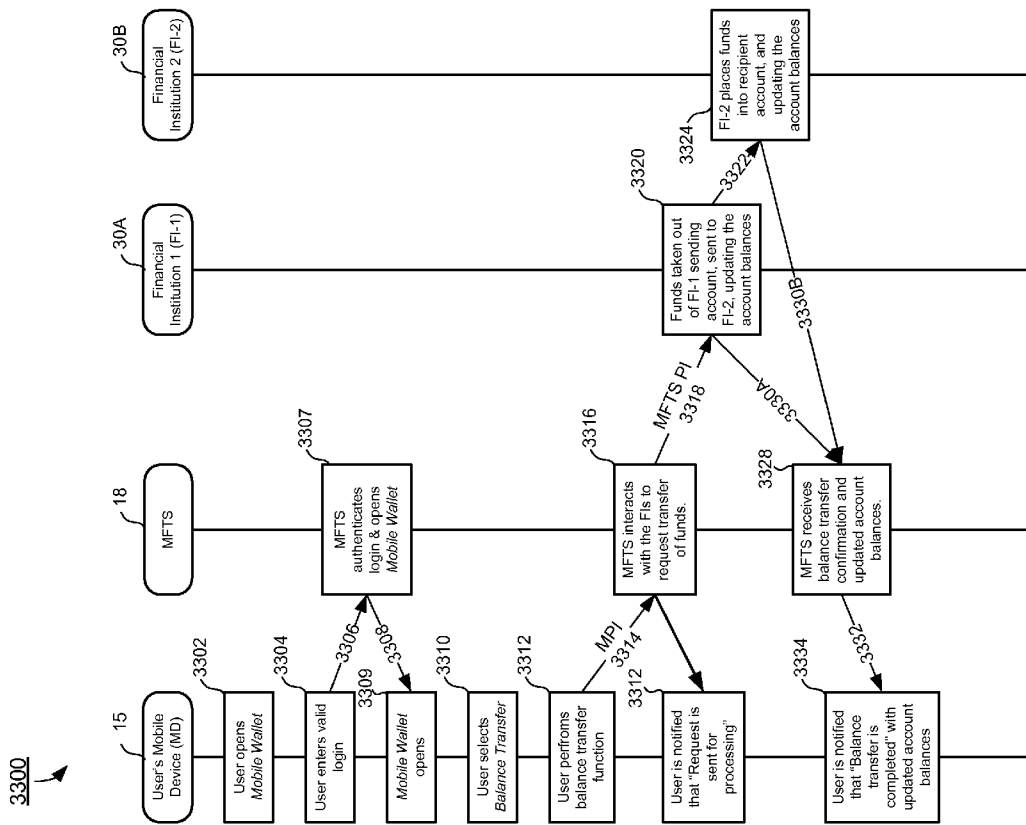 3300
15
User's Mobile
Device (MD)
18
MFTS
30A
Financial
Institution 1 (FI-1)
30B
Financial
Institution 2 (FI-2)
3302
User opens
Mobile Wallet
3304
User enters valid
login
3306
3307
MFTS
authenticates
login & opens
Mobile Wallet
3308
3309
Mobile Wallet
opens
3310
User selects
Balance Transfer
3312
User perfroms
balance transfer
function
MPI
3314
3316
MFTS interacts
with the FIs to
request transfer
of funds.
3312
User is notified
that "Request is
sent for
processing"
MFTS PI
3318
3320
Funds taken out
of FI-1 sending
account, sent to
FI-2, updating the
account balances
3322
3324
FI-2 places funds
into recipient
account, and
updating the
account balances
3330A
3330B
3328
MFTS receives
balance transfer
confirmation and
updated account
balances.
3332
3334
User is notified
that "Balance
transfer is
completed" with
updated account
balances